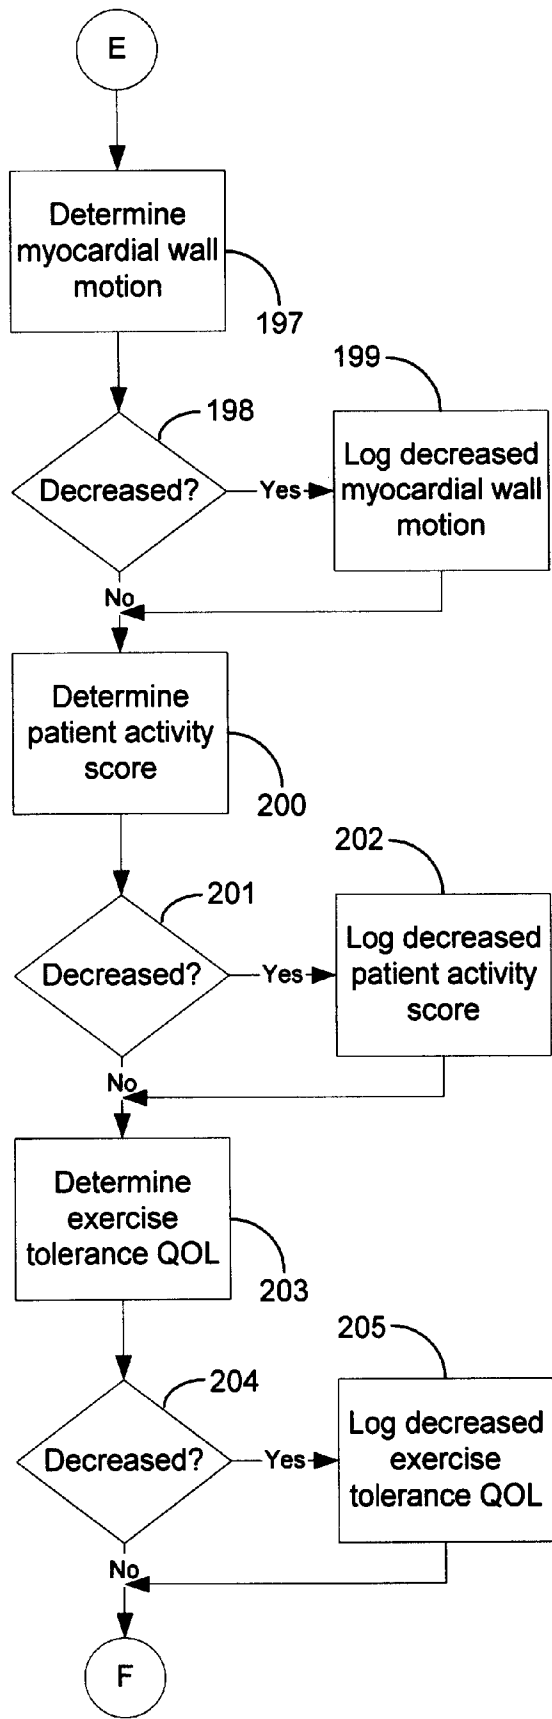 E
Determine
myocardial wall
motion
197
198
199
Decreased?
Yes
Log decreased
myocardial wall
motion
No
Determine
patient activity
score
200
201
202
Decreased?
Yes
Log decreased
patient activity
score
No
Determine
exercise
tolerance QOL
203
204
205
Decreased?
Yes
Log decreased
exercise
tolerance QOL
No
F